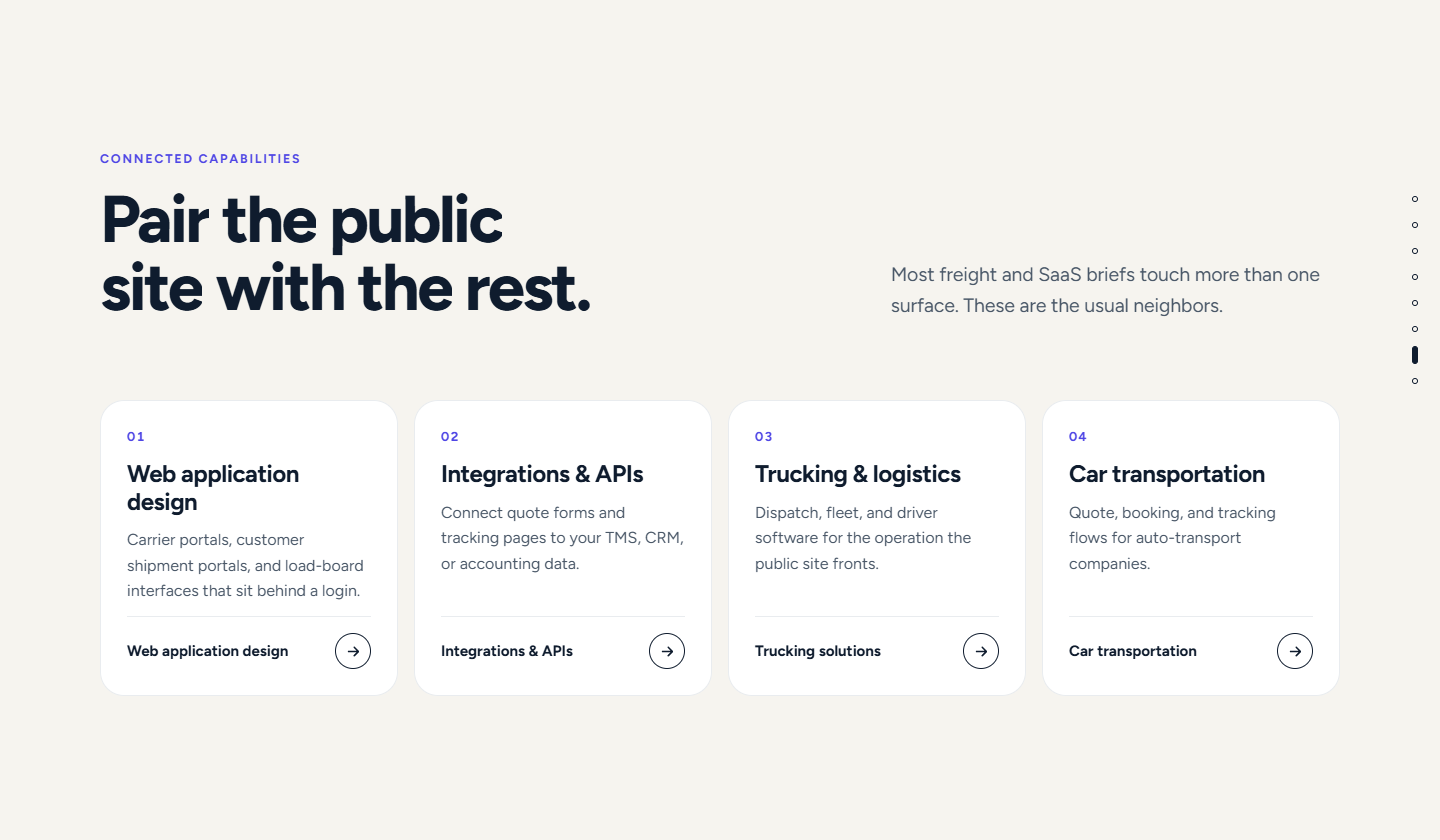 CONNECTED CAPABILITIES
Pair the public
site with the rest.
Most freight and SaaS briefs touch more than one
surface. These are the usual neighbors.
01
Web application
design
Carrier portals, customer
shipment portals, and load-board
interfaces that sit behind a login.
Web application design
02
Integrations & APIs
Connect quote forms and
tracking pages to your TMS, CRM,
or accounting data.
Integrations & APIs
03
Trucking & logistics
Dispatch, fleet, and driver
software for the operation the
public site fronts.
Trucking solutions
04
Car transportation
Quote, booking, and tracking
flows for auto-transport
companies.
Car transportation